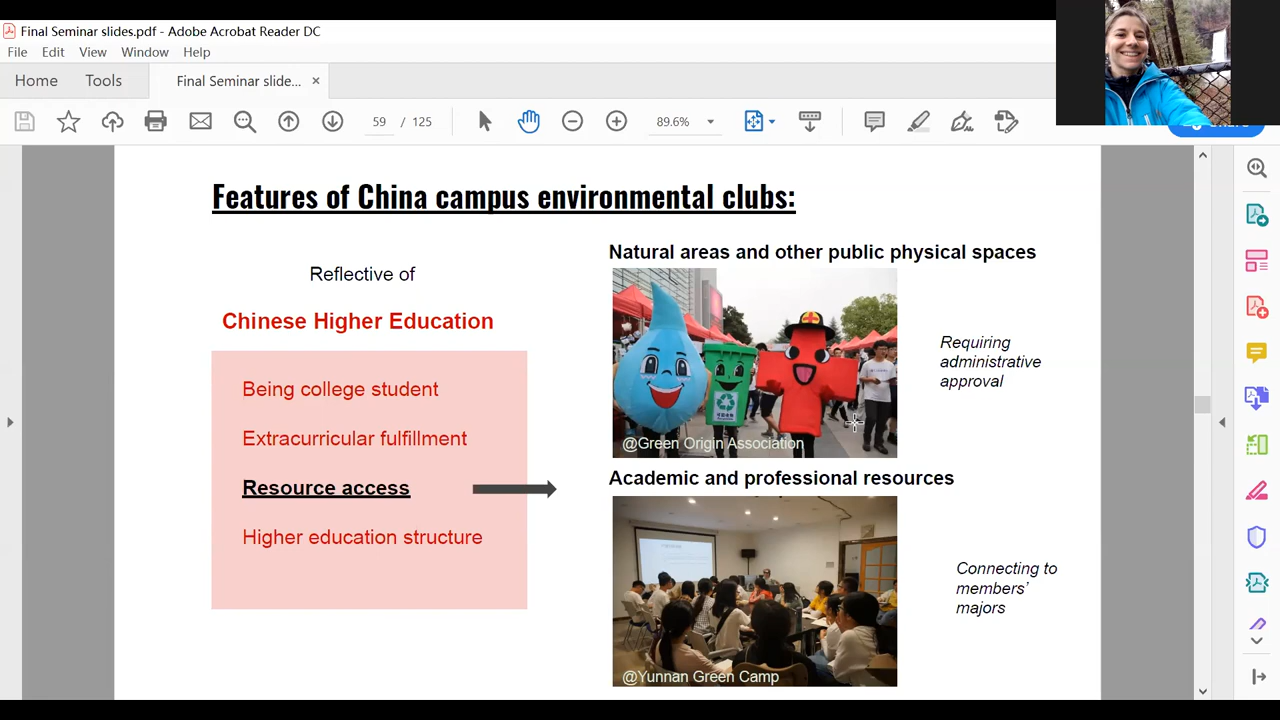 Final Seminar slides.pdf - Adobe Acrobat Reader DC
File Edit View Window Help
Home Tools Final Seminar slide... ×
59 / 125 89.6%
Features of China campus environmental clubs:
Reflective of
Chinese Higher Education
Being college student
Extracurricular fulfillment
Resource access
Higher education structure
Natural areas and other public physical spaces
@Green Origin Association
Requiring
administrative
approval
Academic and professional resources
@Yunnan Green Camp
Connecting to
members’
majors